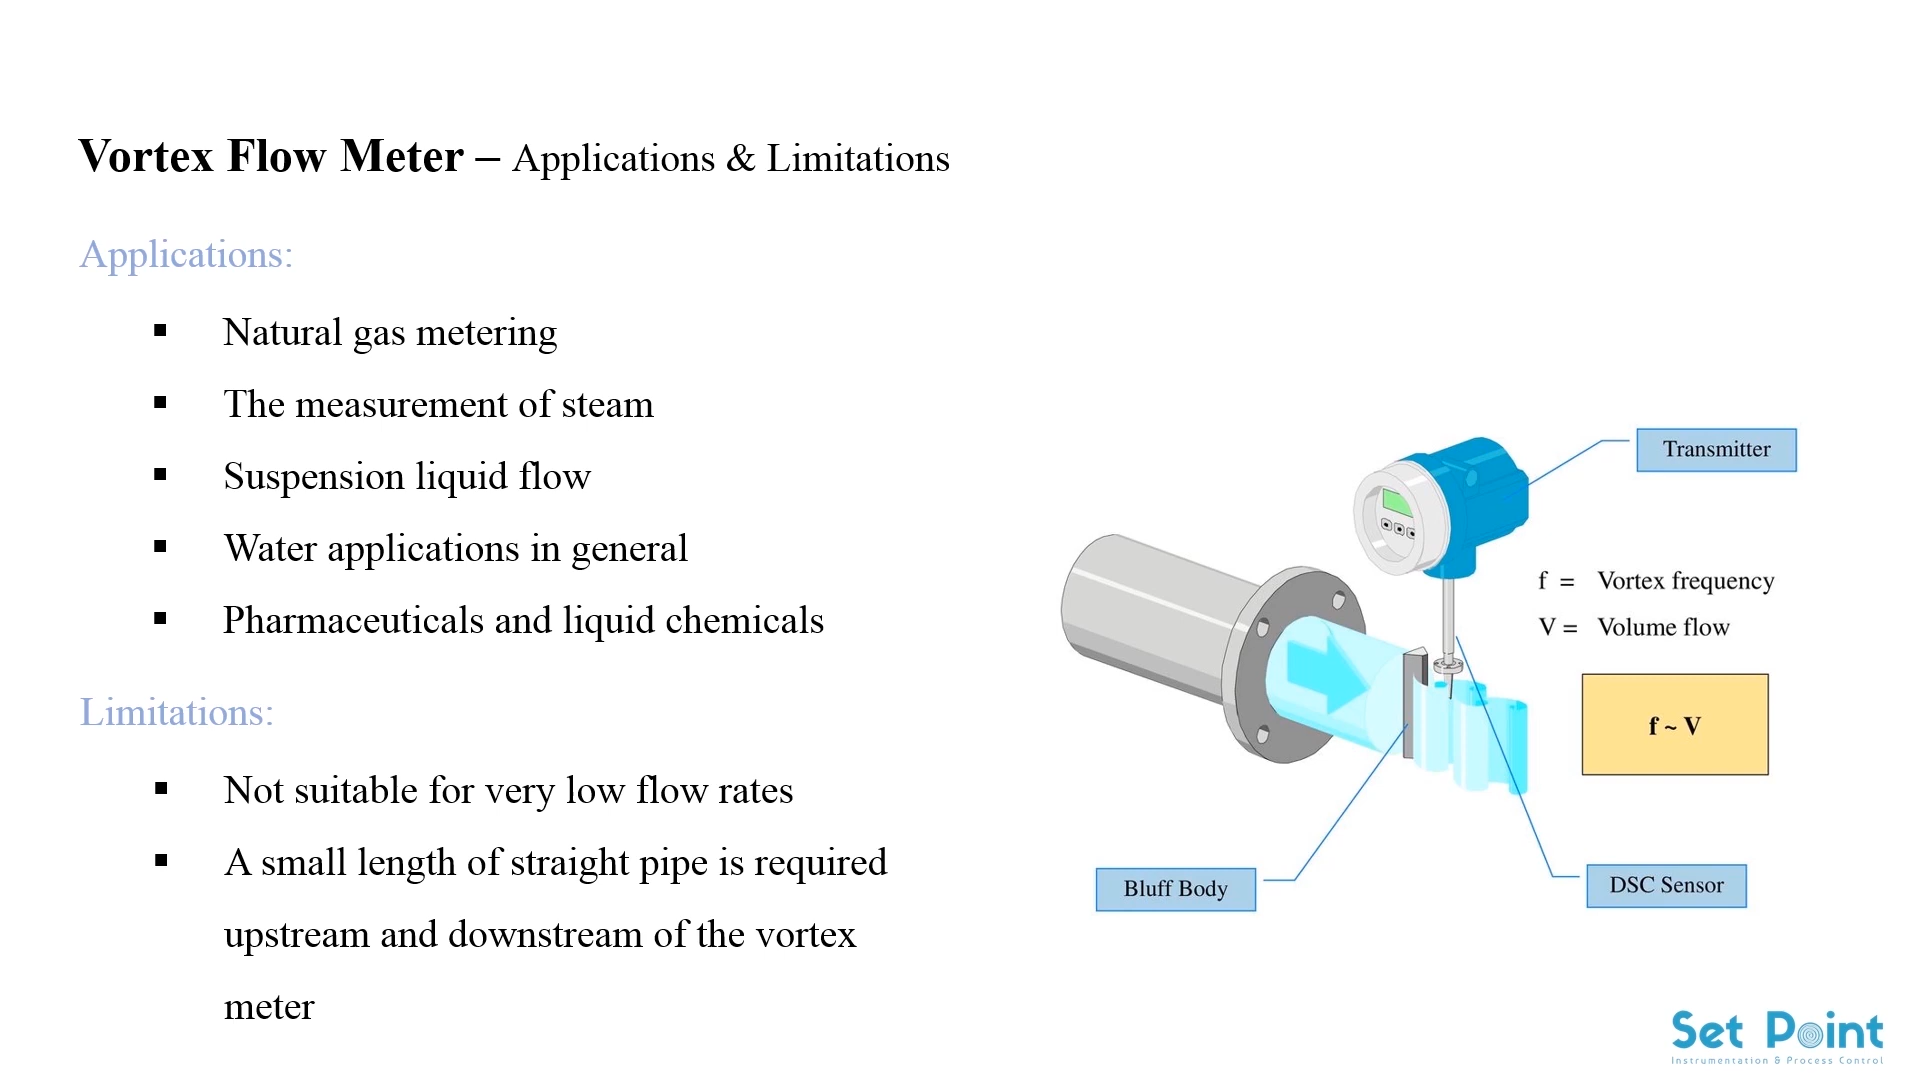 Vortex Flow Meter – Applications & Limitations
Applications:
▪ Natural gas metering
▪ The measurement of steam
▪ Suspension liquid flow
▪ Water applications in general
▪ Pharmaceuticals and liquid chemicals
Limitations:
▪ Not suitable for very low flow rates
▪ A small length of straight pipe is required
upstream and downstream of the vortex
meter
Transmitter
f = Vortex frequency
V = Volume flow
f ~ V
Bluff Body
DSC Sensor
Set Point
Instrumentation & Process Control